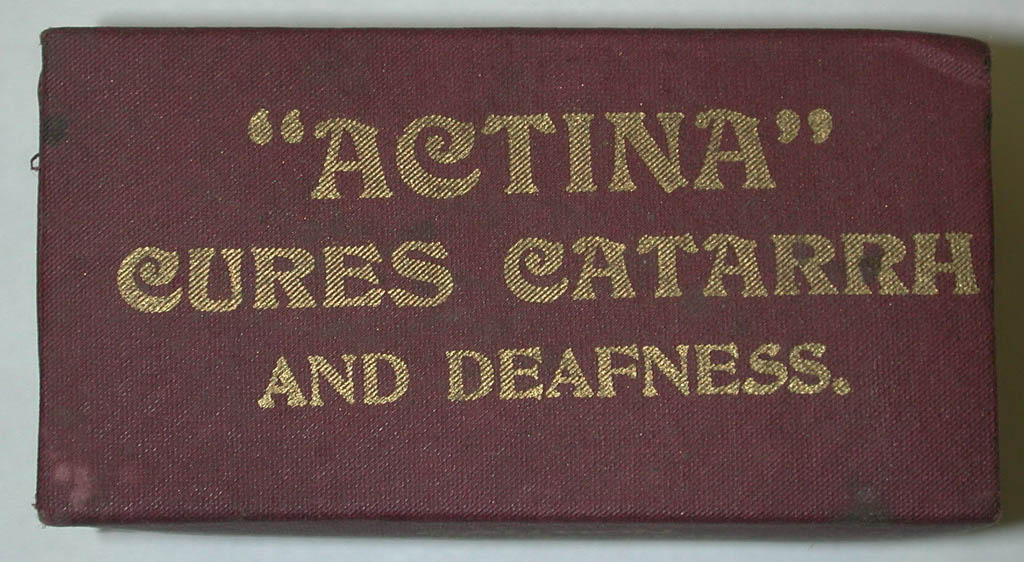 “ACTINA”
CURES CATARRH
AND DEAFNESS.